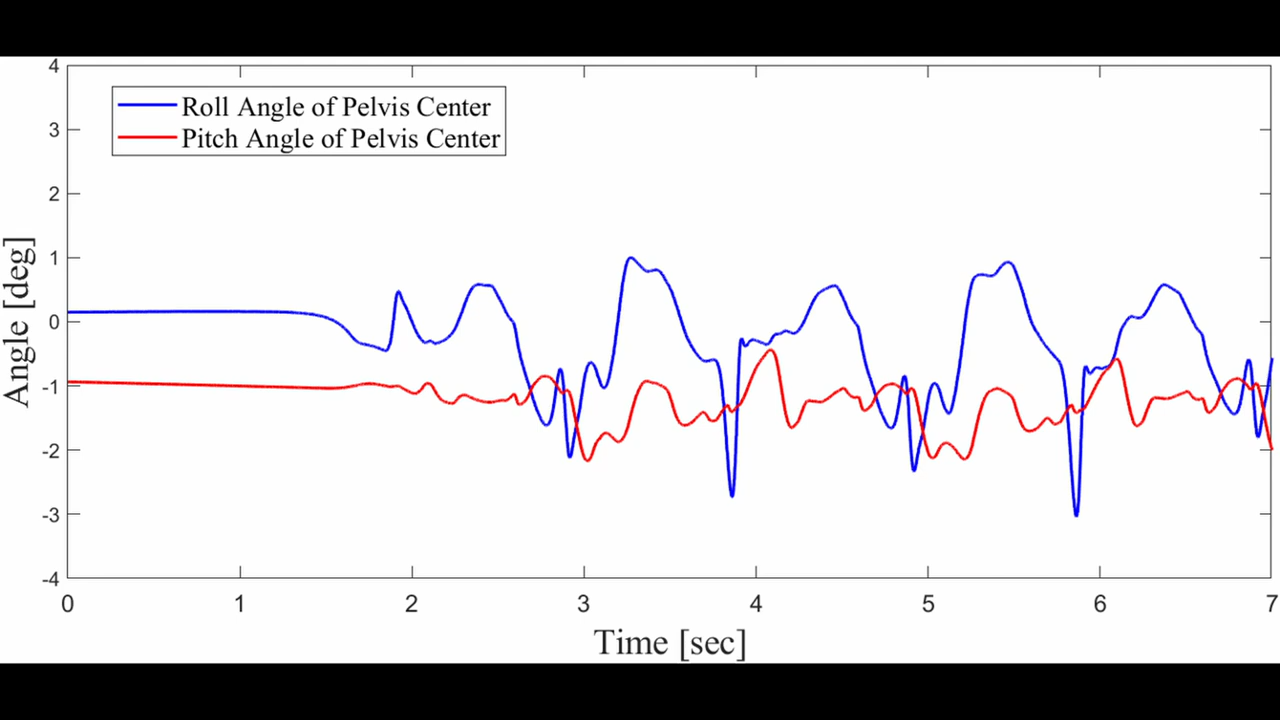 Roll Angle of Pelvis Center
Pitch Angle of Pelvis Center
Angle [deg]
4
3
2
1
0
-1
-2
-3
-4
0 1 2 3 4 5 6 7
Time [sec]